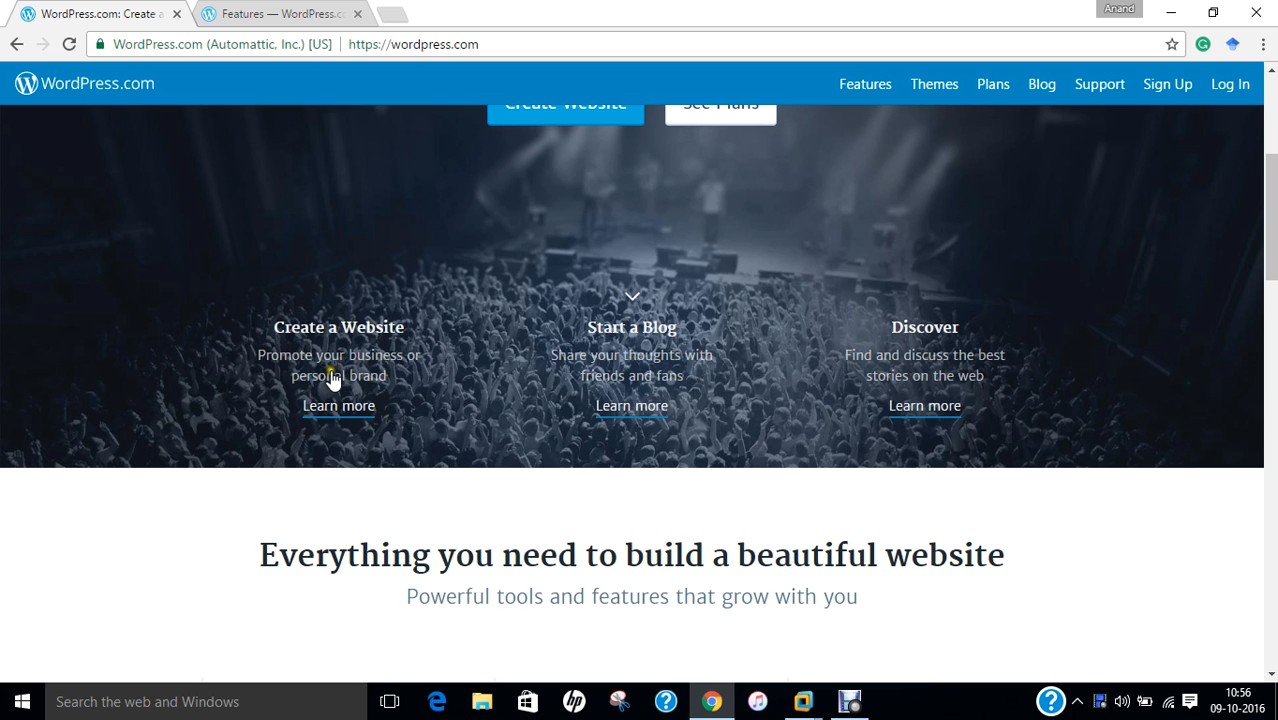 Anand
WordPress.com: Create a
Features — WordPress.c
WordPress.com (Automattic, Inc.) [US]
https://wordpress.com
WordPress.com
Features
Themes
Plans
Blog
Support
Sign Up
Log In
Create Website
See Plans
Create a Website
Promote your business or
personal brand
Learn more
Start a Blog
Share your thoughts with
friends and fans
Learn more
Discover
Find and discuss the best
stories on the web
Learn more
Everything you need to build a beautiful website
Powerful tools and features that grow with you
Search the web and Windows
10:56
09-10-2016